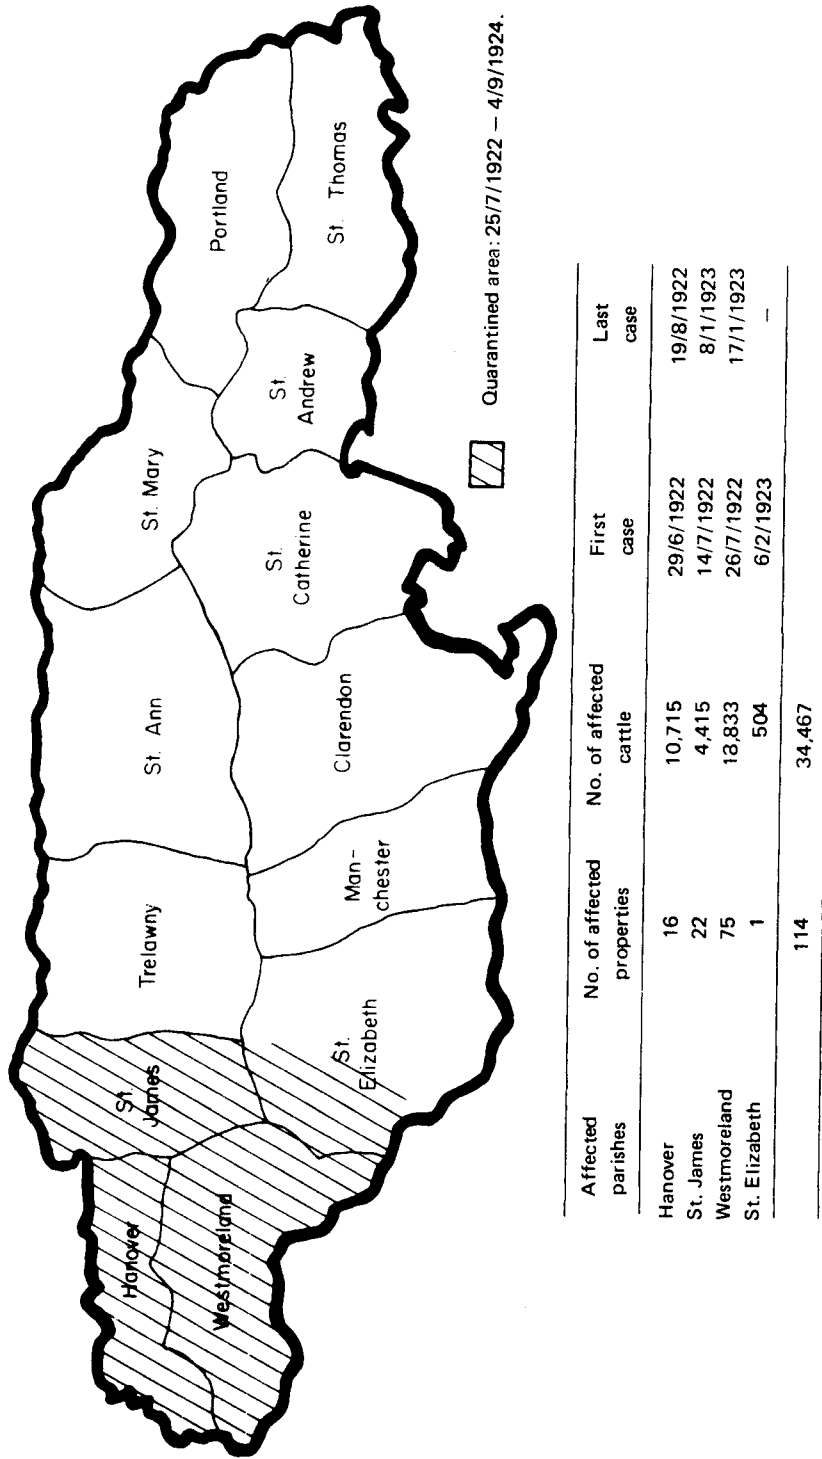 Hanover
Westmoreland
St.
James
Trelawny
St.
Elizabeth
St. Ann
Man-
chester
Clarendon
St. Mary
St.
Catherine
St.
Andrew
Portland
St. Thomas
Quarantined area: 25/7/1922 – 4/9/1924.
Affected parishes No. of affected properties No. of affected cattle First case Last case
Hanover 16 10,715 29/6/1922 19/8/1922
St. James 22 4,415 14/7/1922 8/1/1923
Westmoreland 75 18,833 26/7/1922 17/1/1923
St. Elizabeth 1 504 6/2/1923 –
114 34,467